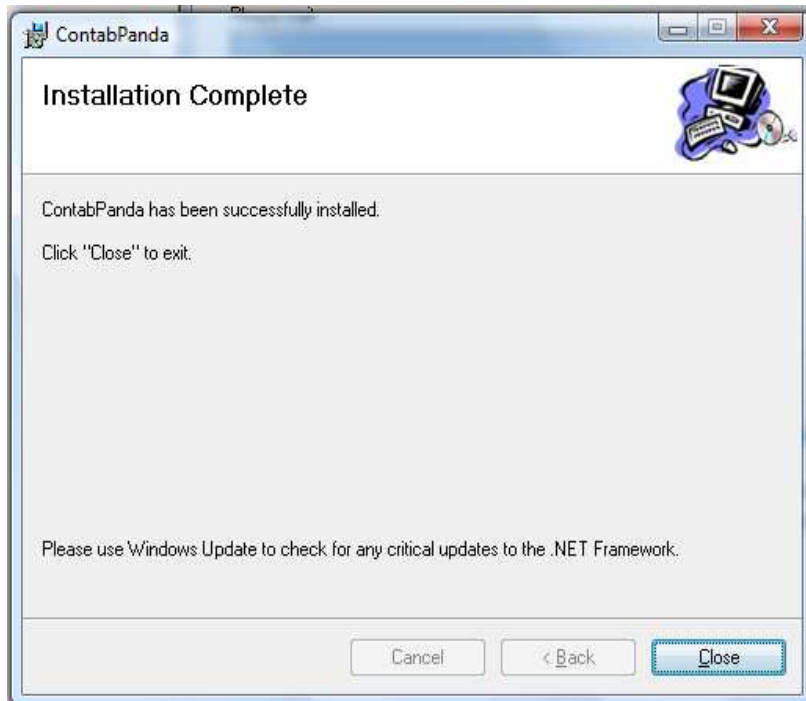 ContabPanda
Installation Complete
ContabPanda has been successfully installed.
Click "Close" to exit.
Please use Windows Update to check for any critical updates to the .NET Framework.
Cancel
< Back
Close